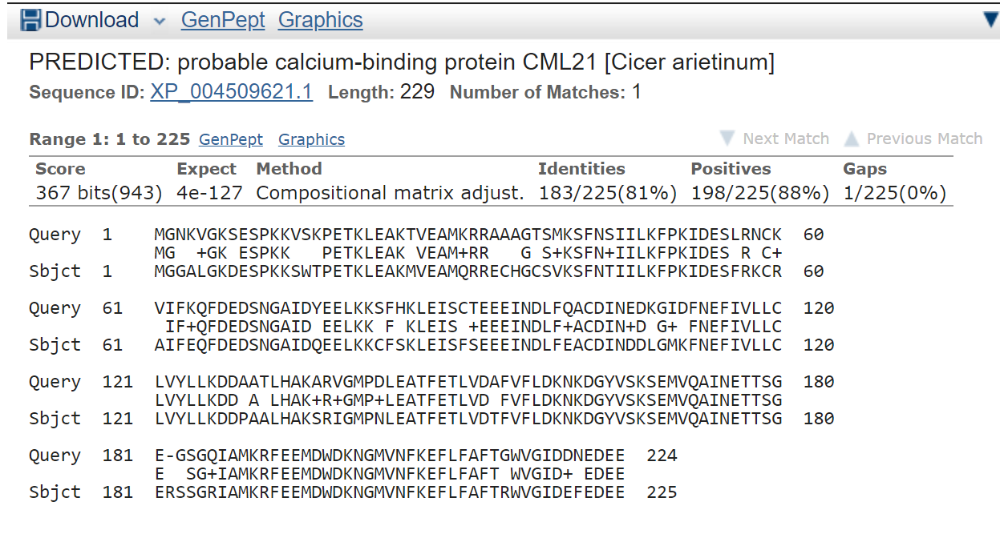 Download GenPept Graphics
PREDICTED: probable calcium-binding protein CML21 [Cicer arietinum]
Sequence ID: XP_004509621.1 Length: 229 Number of Matches: 1
Range 1: 1 to 225 GenPept Graphics Next Match Previous Match
Score Expect Method Identities Positives Gaps
367 bits(943) 4e-127 Compositional matrix adjust. 183/225(81%) 198/225(88%) 1/225(0%)
Query 1 MGNKVGKSESPKKVSKPETKLEAKTVEAMKRRAAAGTSMKSFNSIILKFPKIDESLRNCK 60
MG  +GK ESPKK   PETKLEAK VEAM+RR   G S+KSFN+IILKFPKIDES R C+
Sbjct 1 MGGALGKDESPKKSWTPETKLEAKMVEAMQRRECHGCSVKSFNTIILKFPKIDESFRKCR 60
Query 61 VIFKQFDEDSNGAIDYEELKKSFHKLEISCTEEEINDLFQACDINEDKGIDFNEFIVLLC 120
IF+QFDEDSNGAID EELKK F KLEIS +EEEINDLF+ACDIN+D G+ FNEFIVLLC
Sbjct 61 AIFEQFDEDSNGAIDQEELKKCFSKLEISFSEEEINDLFEACDINDDLGMKFNEFIVLLC 120
Query 121 LVYLLKDDAATLHAKARVGMPDLEATFETLVDAFVFLDKNKDGYVSKSEMVQAINETTSG 180
LVYLLKDD A LHAK+R+GMP+LEATFETLVD FVFLDKNKDGYVSKSEMVQAINETTSG
Sbjct 121 LVYLLKDDPAALHAKSRIGMPNLEATFETLVDTFVFLDKNKDGYVSKSEMVQAINETTSG 180
Query 181 E-GSGQIAMKRFEEMDWDKNGMVNFKEFLFAFTGWVGIDDNEDEE 224
E  SG+IAMKRFEEMDWDKNGMVNFKEFLFAFT WVGID+ EDEE
Sbjct 181 ERSSGRIAMKRFEEMDWDKNGMVNFKEFLFAFTRWVGIDEFEDEE 225